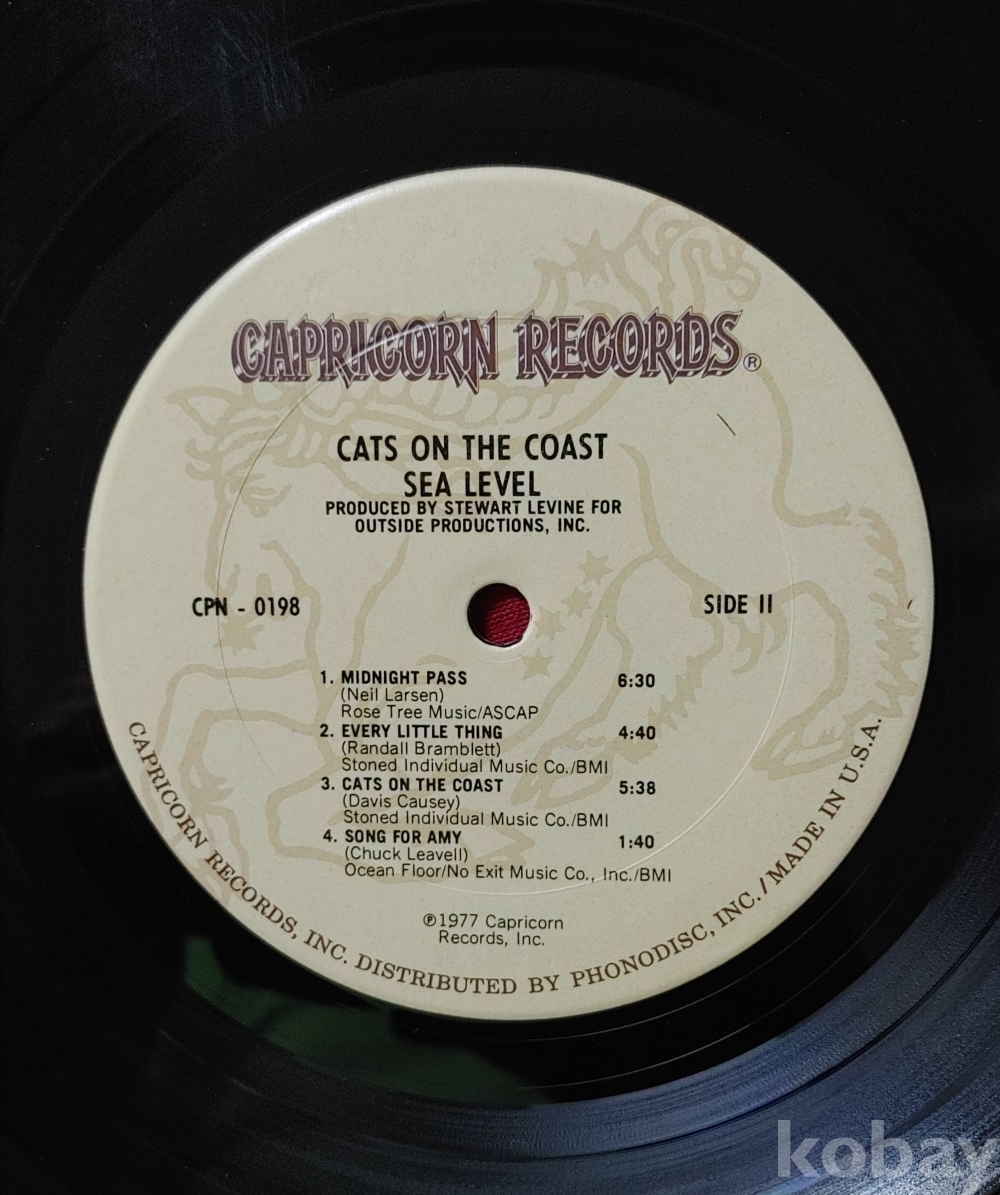 CAPRICORN RECORDS®
CATS ON THE COAST
SEA LEVEL
PRODUCED BY STEWART LEVINE FOR
OUTSIDE PRODUCTIONS, INC.
CPN - 0198
SIDE II
1. MIDNIGHT PASS 6:30
(Neil Larsen)
Rose Tree Music/ASCAP
2. EVERY LITTLE THING 4:40
(Randall Bramblett)
Stoned Individual Music Co./BMI
3. CATS ON THE COAST 5:38
(Davis Causey)
Stoned Individual Music Co./BMI
4. SONG FOR AMY 1:40
(Chuck Leavell)
Ocean Floor/No Exit Music Co., Inc./BMI
℗1977 Capricorn
Records, Inc.
CAPRICORN RECORDS, INC. DISTRIBUTED BY PHONODISC, INC./MADE IN U.S.A.
kobay